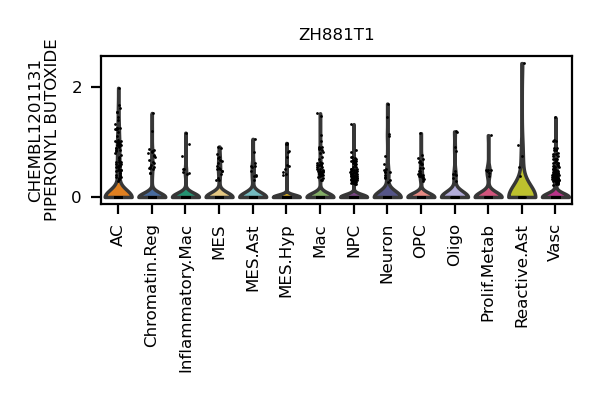 ZH881T1
CHEMBL1201131
PIPERONYL BUTOXIDE
2
0
AC
Chromatin.Reg
Inflammatory.Mac
MES
MES.Ast
MES.Hyp
Mac
NPC
Neuron
OPC
Oligo
Prolif.Metab
Reactive.Ast
Vasc